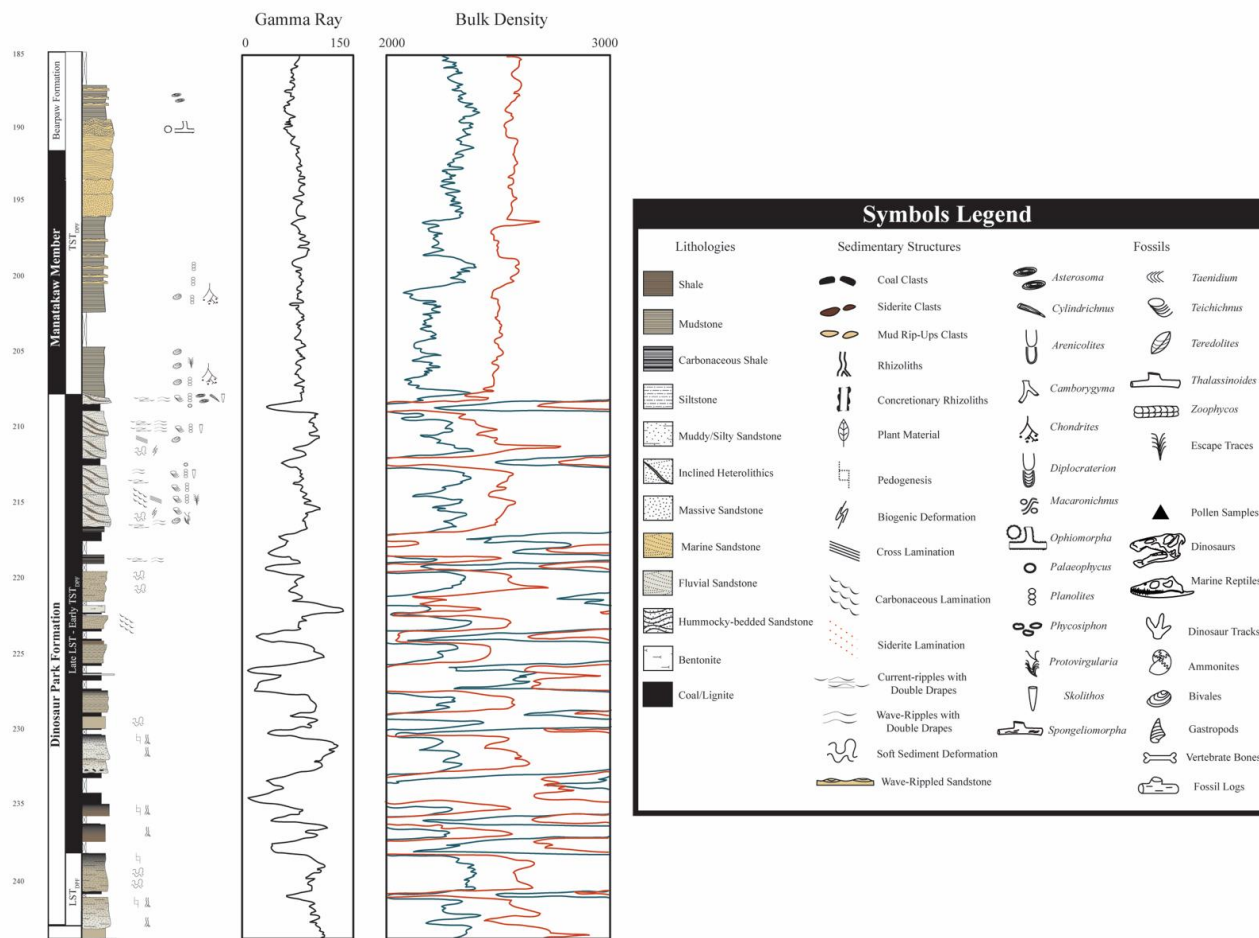 Gamma Ray
Bulk Density
0
150
2000
3000
185
190
195
200
205
210
215
220
225
230
235
240
Bearpaw Formation
Manatakaw Member
Dinosaur Park Formation
TST DPF
Late LST - Early TST DPF
LST DPF
Symbols Legend
Lithologies
Shale
Mudstone
Carbonaceous Shale
Siltstone
Muddy/Silty Sandstone
Inclined Heterolithics
Massive Sandstone
Marine Sandstone
Fluvial Sandstone
Hummocky-bedded Sandstone
Bentonite
Coal/Lignite
Sedimentary Structures
Coal Clasts
Siderite Clasts
Mud Rip-Ups Clasts
Rhizoliths
Concretionary Rhizoliths
Plant Material
Pedogenesis
Biogenic Deformation
Cross Lamination
Carbonaceous Lamination
Siderite Lamination
Current-ripples with
Double Drapes
Wave-Ripples with
Double Drapes
Soft Sediment Deformation
Wave-Rippled Sandstone
Fossils
Asterosoma
Cylindrichnus
Arenicolites
Camborygma
Chondrites
Diplocraterion
Macaronichnus
Ophiomorpha
Palaeophycus
Planolites
Phycosiphon
Protovirgularia
Skolithos
Spongeliomorpha
Taenidium
Teichichnus
Teredolites
Thalassinoides
Zoophycos
Escape Traces
Pollen Samples
Dinosaurs
Marine Reptiles
Dinosaur Tracks
Ammonites
Bivales
Gastropods
Vertebrate Bones
Fossil Logs